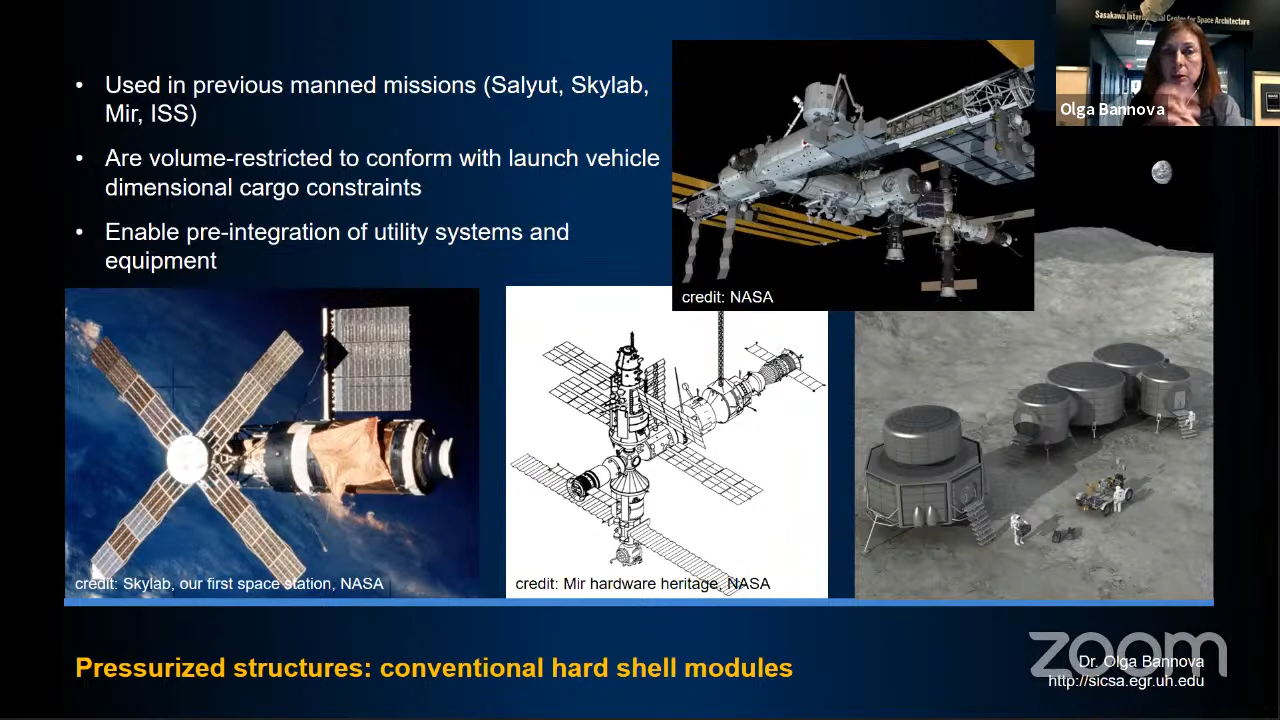 Sasakawa International Center for Space Architecture
Olga Bannova
• Used in previous manned missions (Salyut, Skylab,
Mir, ISS)
• Are volume-restricted to conform with launch vehicle
dimensional cargo constraints
• Enable pre-integration of utility systems and
equipment
credit: NASA
credit: Skylab, our first space station, NASA
credit: Mir hardware heritage, NASA
Pressurized structures: conventional hard shell modules
zoom
Dr. Olga Bannova
http://sicsa.egr.uh.edu